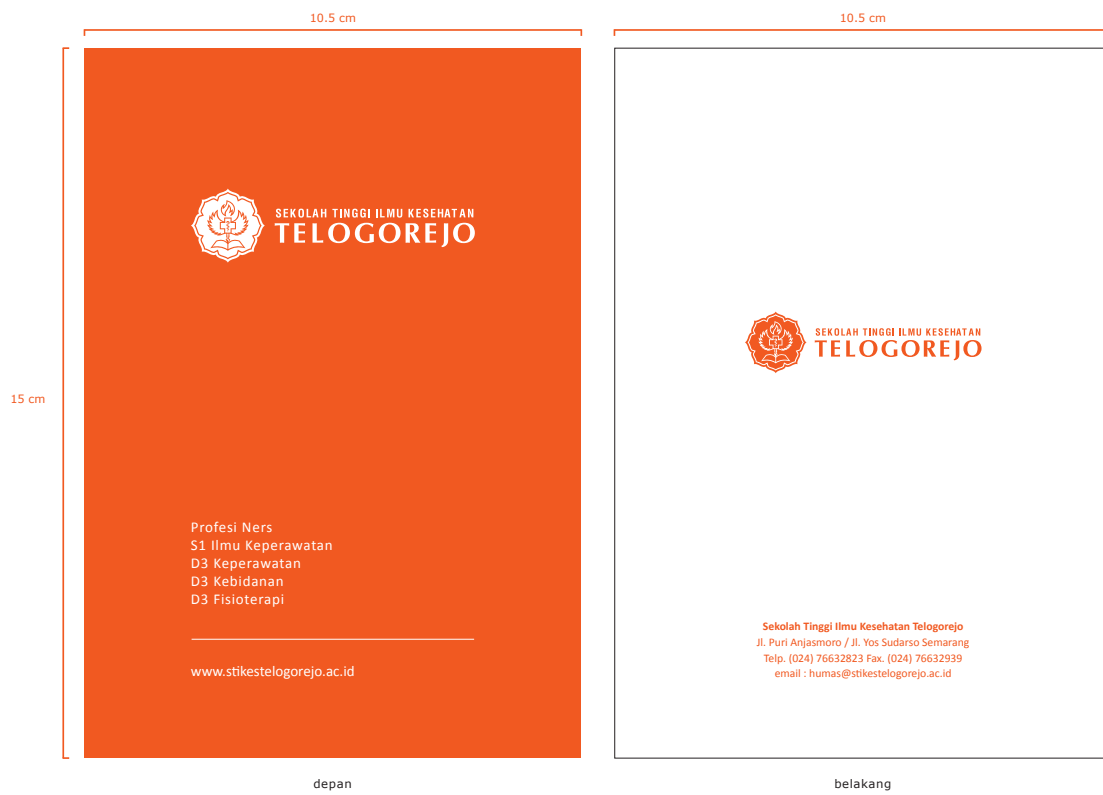 10.5 cm
10.5 cm
15 cm
SEKOLAH TINGGI ILMU KESEHATAN
TELOGOREJO
Profesi Ners
S1 Ilmu Keperawatan
D3 Keperawatan
D3 Kebidanan
D3 Fisioterapi
www.stikestelogorejo.ac.id
depan
SEKOLAH TINGGI ILMU KESEHATAN
TELOGOREJO
Sekolah Tinggi Ilmu Kesehatan Telogorejo
Jl. Puri Anjasmoro / Jl. Yos Sudarso Semarang
Telp. (024) 76632823 Fax. (024) 76632939
email : humas@stikestelogorejo.ac.id
belakang